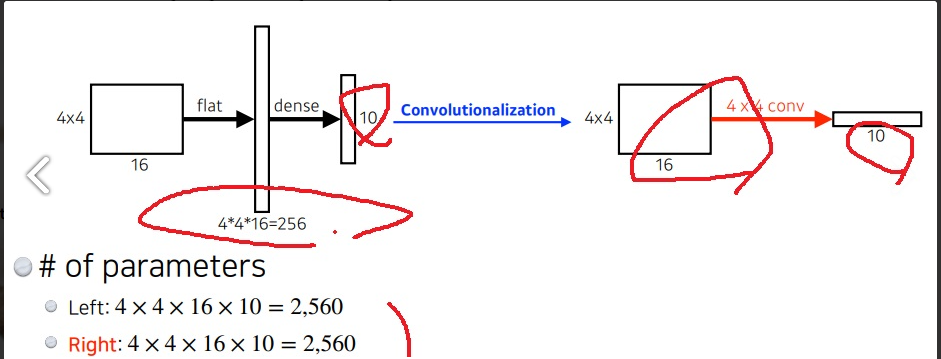 4x4
flat
dense
10
Convolutionalization
4x4
4 x 4 conv
16
4*4*16=256
16
10
# of parameters
Left: 4 × 4 × 16 × 10 = 2,560
Right: 4 × 4 × 16 × 10 = 2,560